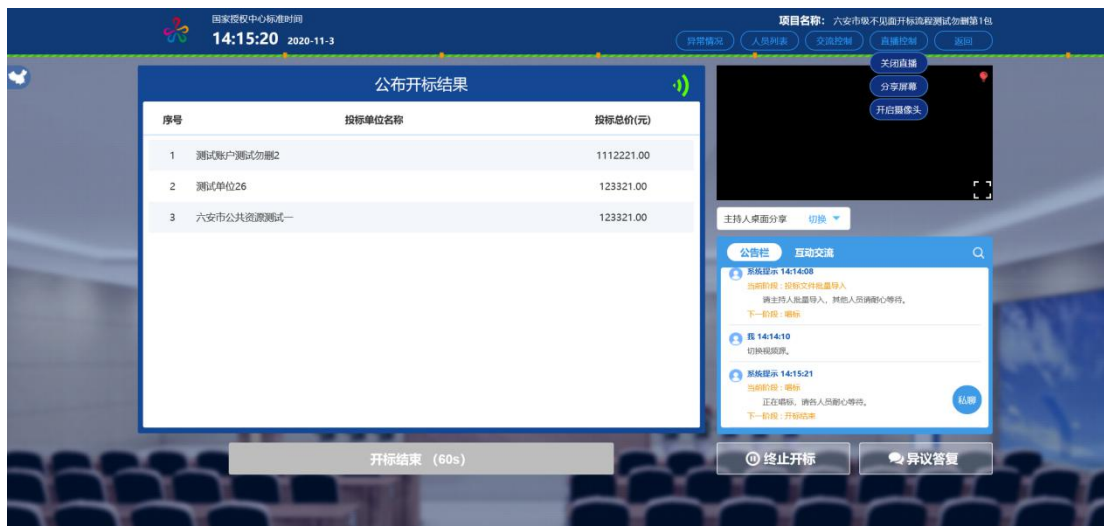 国家授权中心标准时间
14:15:20 2020-11-3
项目名称: 六安市级不见面开标流程测试勿删第1包
异常情况 人员列表 交流控制 直播控制 返回
关闭直播
分享屏幕
开启摄像头
公布开标结果
序号 投标单位名称 投标总价(元)
1 测试账户测试勿删2 1112221.00
2 测试单位26 123321.00
3 六安市公共资源测试一 123321.00
主持人桌面分享 切换
公告栏 互动交流
系统提示 14:14:08
当前阶段：投标文件批量导入
请主持人批量导入，其他人员请耐心等待。
下一阶段：唱标
我 14:14:10
切换视频源。
系统提示 14:15:21
当前阶段：唱标
正在唱标，请各人员耐心等待。
下一阶段：开标结束
私聊
开标结束 （60s）
终止开标 异议答复